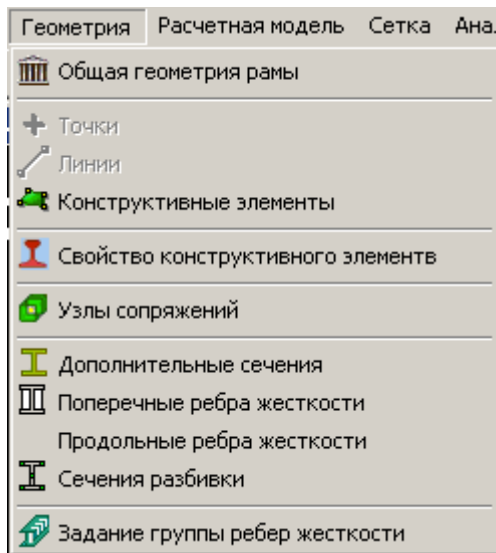 Геометрия Расчетная модель Сетка Ана.
Общая геометрия рамы
Точки
Линии
Конструктивные элементы
Свойство конструктивного элементв
Узлы сопряжений
Дополнительные сечения
Поперечные ребра жесткости
Продольные ребра жесткости
Сечения разбивки
Задание группы ребер жесткости